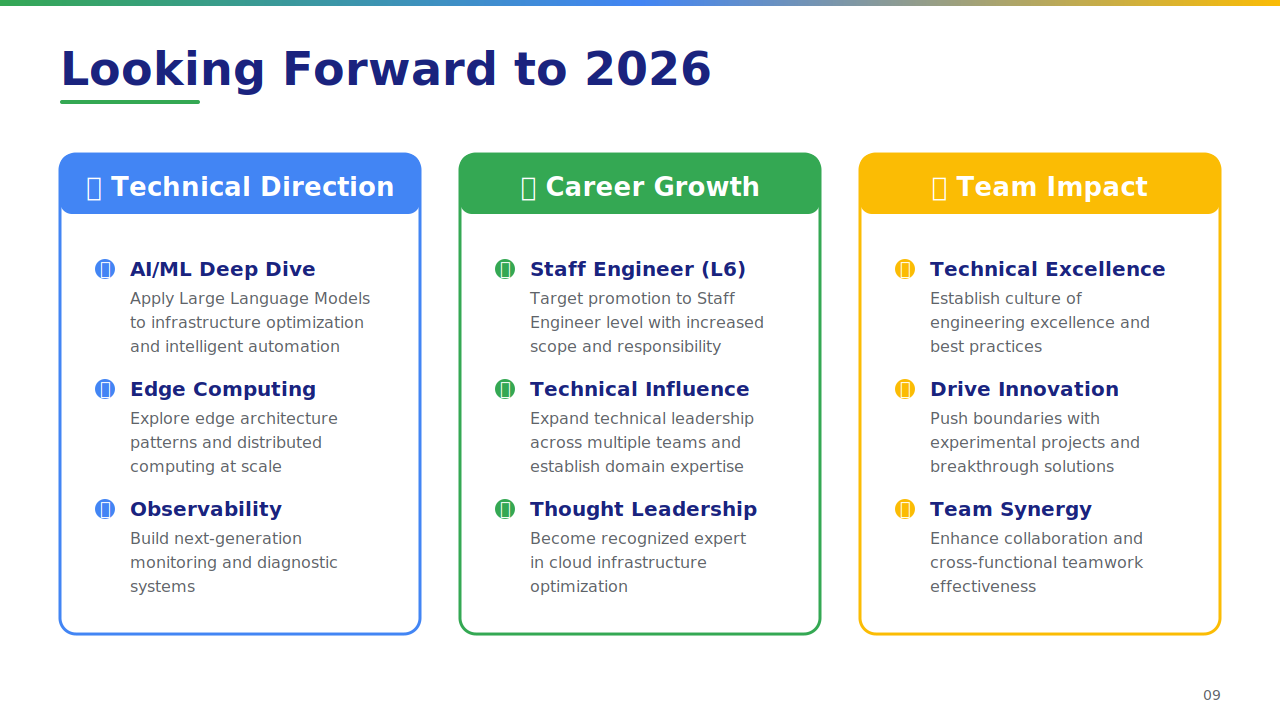 Looking Forward to 2026
Technical Direction
AI/ML Deep Dive
Apply Large Language Models
to infrastructure optimization
and intelligent automation
Edge Computing
Explore edge architecture
patterns and distributed
computing at scale
Observability
Build next-generation
monitoring and diagnostic
systems
Career Growth
Staff Engineer (L6)
Target promotion to Staff
Engineer level with increased
scope and responsibility
Technical Influence
Expand technical leadership
across multiple teams and
establish domain expertise
Thought Leadership
Become recognized expert
in cloud infrastructure
optimization
Team Impact
Technical Excellence
Establish culture of
engineering excellence and
best practices
Drive Innovation
Push boundaries with
experimental projects and
breakthrough solutions
Team Synergy
Enhance collaboration and
cross-functional teamwork
effectiveness
09